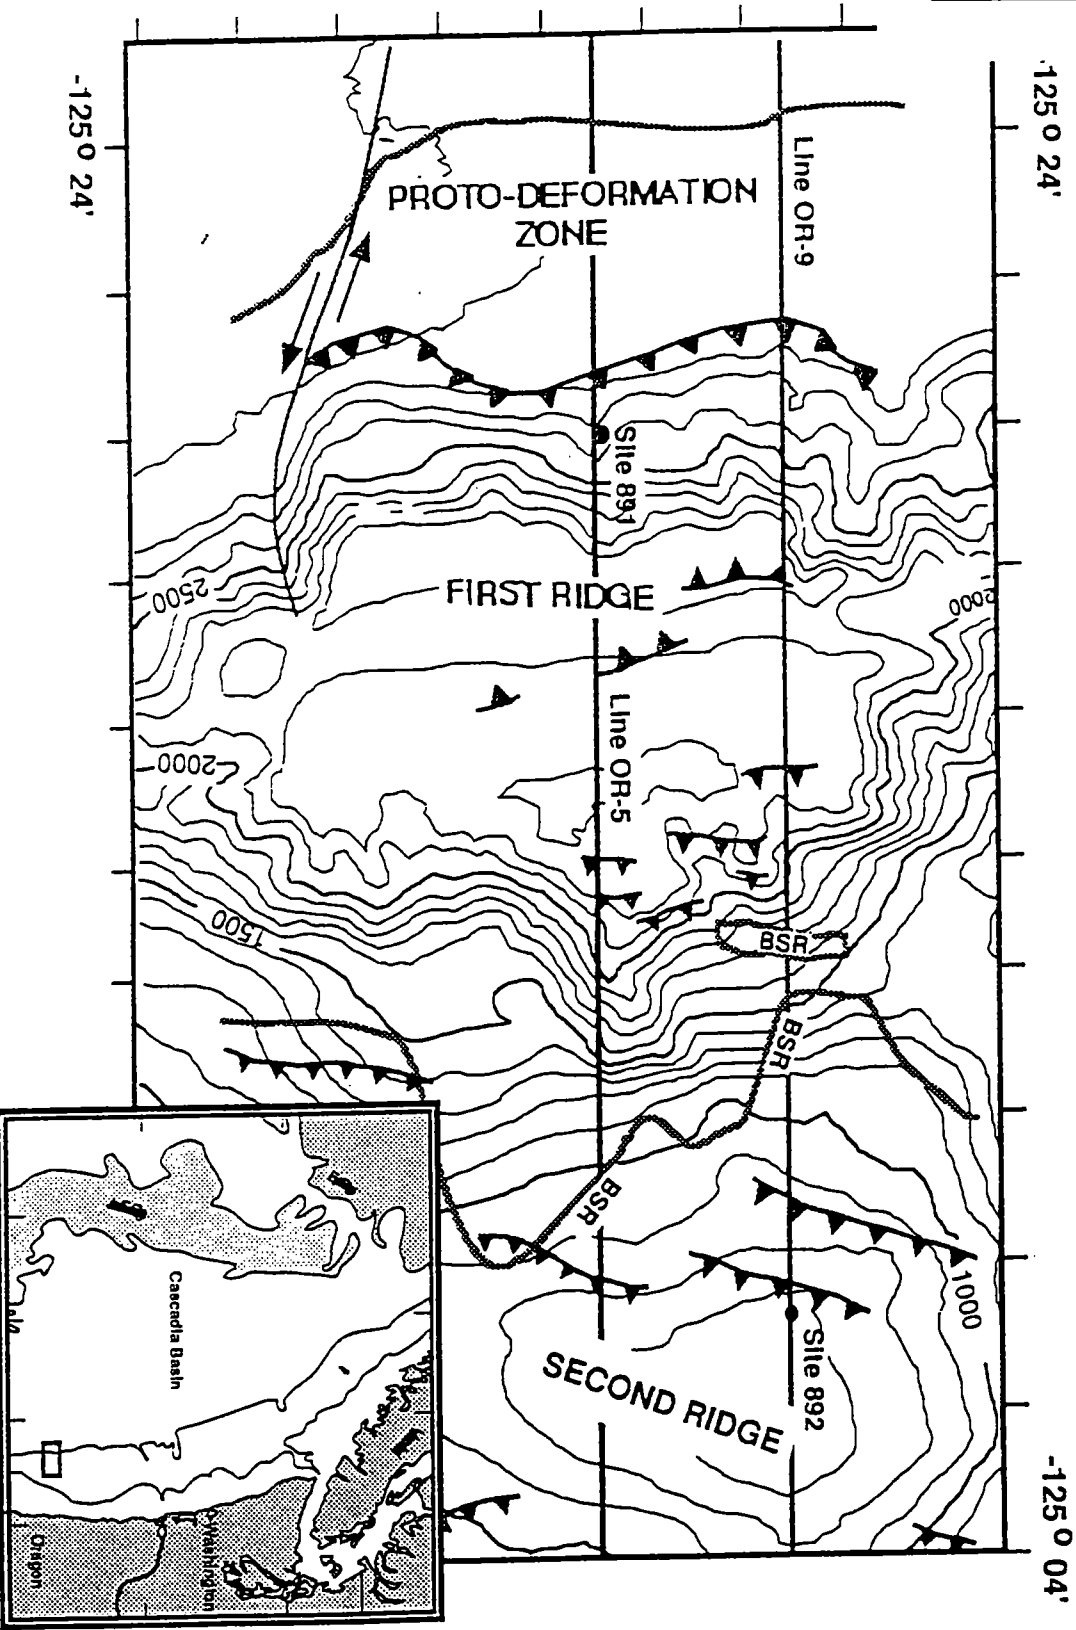 -125° 24'
-125° 24'
Line OR-9
PROTO-DEFORMATION
ZONE
Site 891
FIRST RIDGE
2500
2000
Line OR-5
2000
1500
BSR
BSR
BSR
1000
Site 892
SECOND RIDGE
-125° 04'
Cascadia Basin
Washington
Oregon